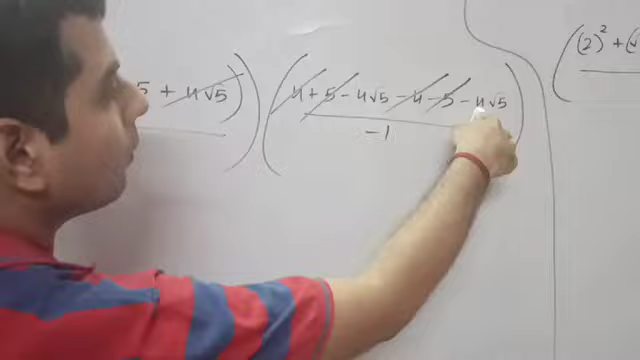 5 + 4√5 ) ) ( 4 + 5 - 4√5 - 4 - 5 - 4√5 )
-1
( (2)² + (√